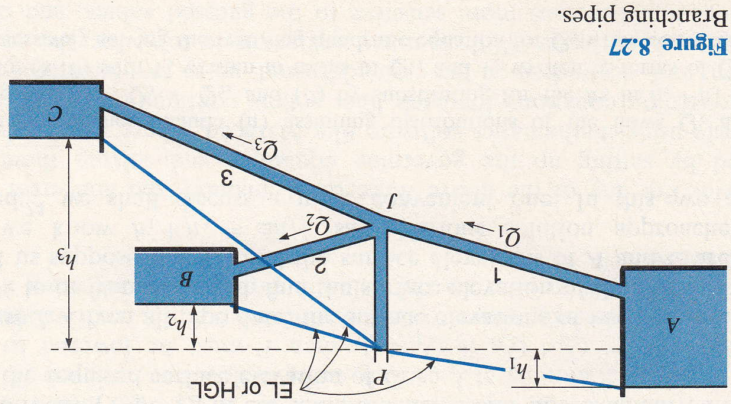 EL or HGL
P
h₁
A
h₂
B
1
2
h₃
Q₁
Q₂
J
3
Q₃
C
Figure 8.27
Branching pipes.